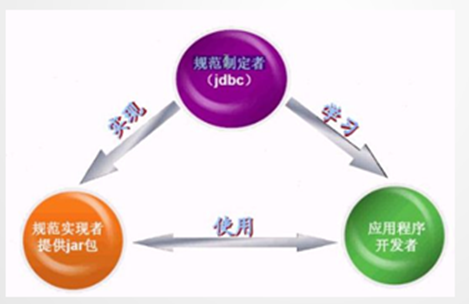 规范制定者
（jdbc）
实现
学习
规范实现者
提供jar包
使用
应用程序
开发者